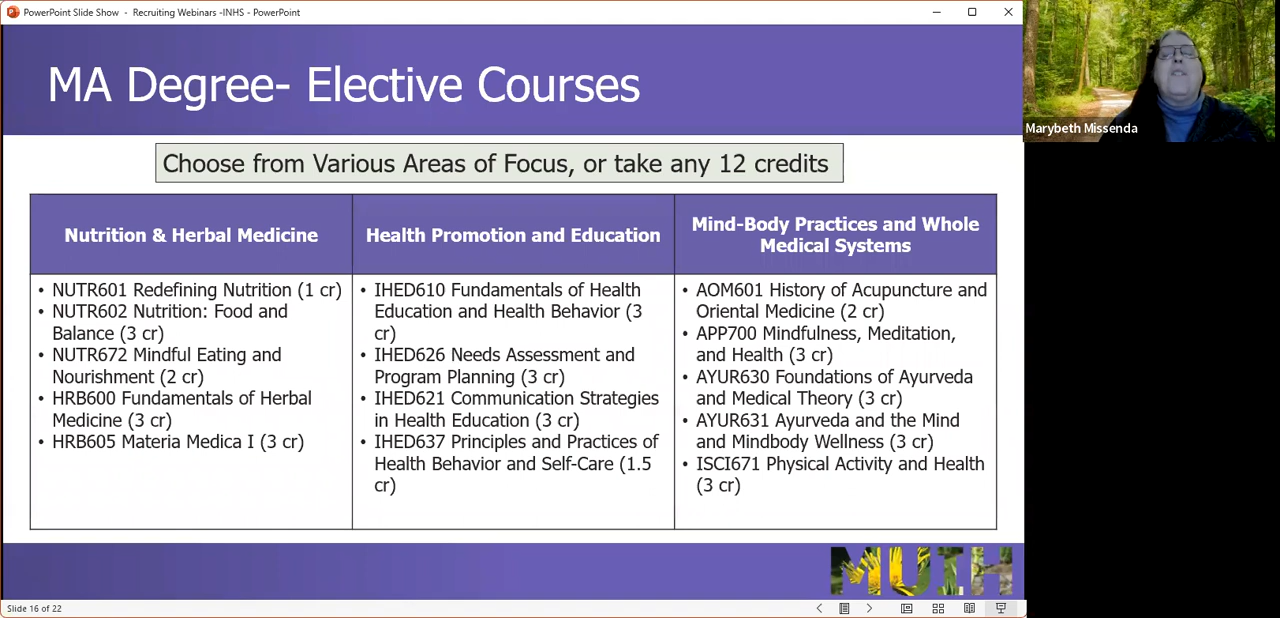 PowerPoint Slide Show - Recruiting Webinars -INHS - PowerPoint
MA Degree- Elective Courses
Marybeth Missenda
Choose from Various Areas of Focus, or take any 12 credits
Nutrition & Herbal Medicine
• NUTR601 Redefining Nutrition (1 cr)
• NUTR602 Nutrition: Food and
Balance (3 cr)
• NUTR672 Mindful Eating and
Nourishment (2 cr)
• HRB600 Fundamentals of Herbal
Medicine (3 cr)
• HRB605 Materia Medica I (3 cr)
Health Promotion and Education
• IHED610 Fundamentals of Health
Education and Health Behavior (3
cr)
• IHED626 Needs Assessment and
Program Planning (3 cr)
• IHED621 Communication Strategies
in Health Education (3 cr)
• IHED637 Principles and Practices of
Health Behavior and Self-Care (1.5
cr)
Mind-Body Practices and Whole
Medical Systems
• AOM601 History of Acupuncture and
Oriental Medicine (2 cr)
• APP700 Mindfulness, Meditation,
and Health (3 cr)
• AYUR630 Foundations of Ayurveda
and Medical Theory (3 cr)
• AYUR631 Ayurveda and the Mind
and Mindbody Wellness (3 cr)
• ISCI671 Physical Activity and Health
(3 cr)
MUIH
Slide 16 of 22